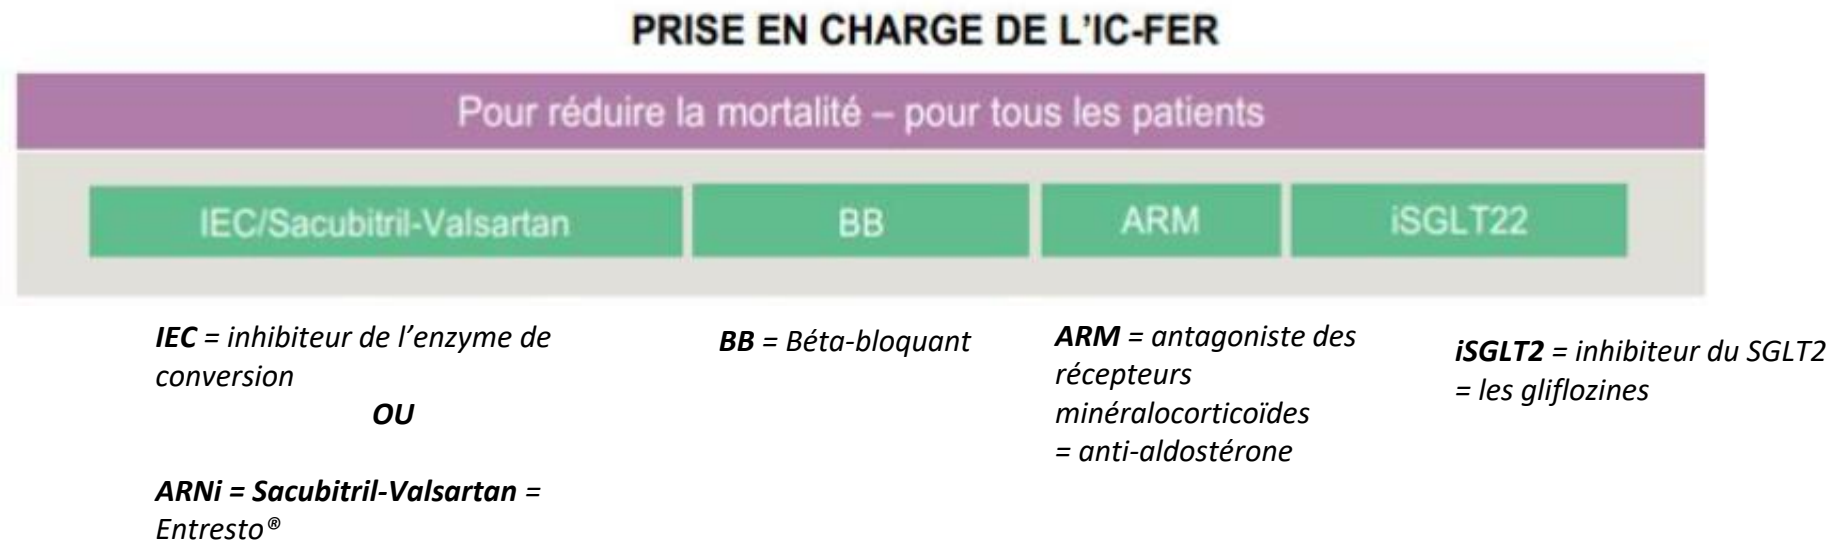 PRISE EN CHARGE DE L'IC-FER
Pour réduire la mortalité – pour tous les patients
IEC/Sacubitril-Valsartan
BB
ARM
iSGLT22
IEC = inhibiteur de l’enzyme de
conversion
OU
ARNi = Sacubitril-Valsartan =
Entresto®
BB = Béta-bloquant
ARM = antagoniste des
récepteurs
minéralocorticoïdes
= anti-aldostérone
iSGLT2 = inhibiteur du SGLT2
= les gliflozines